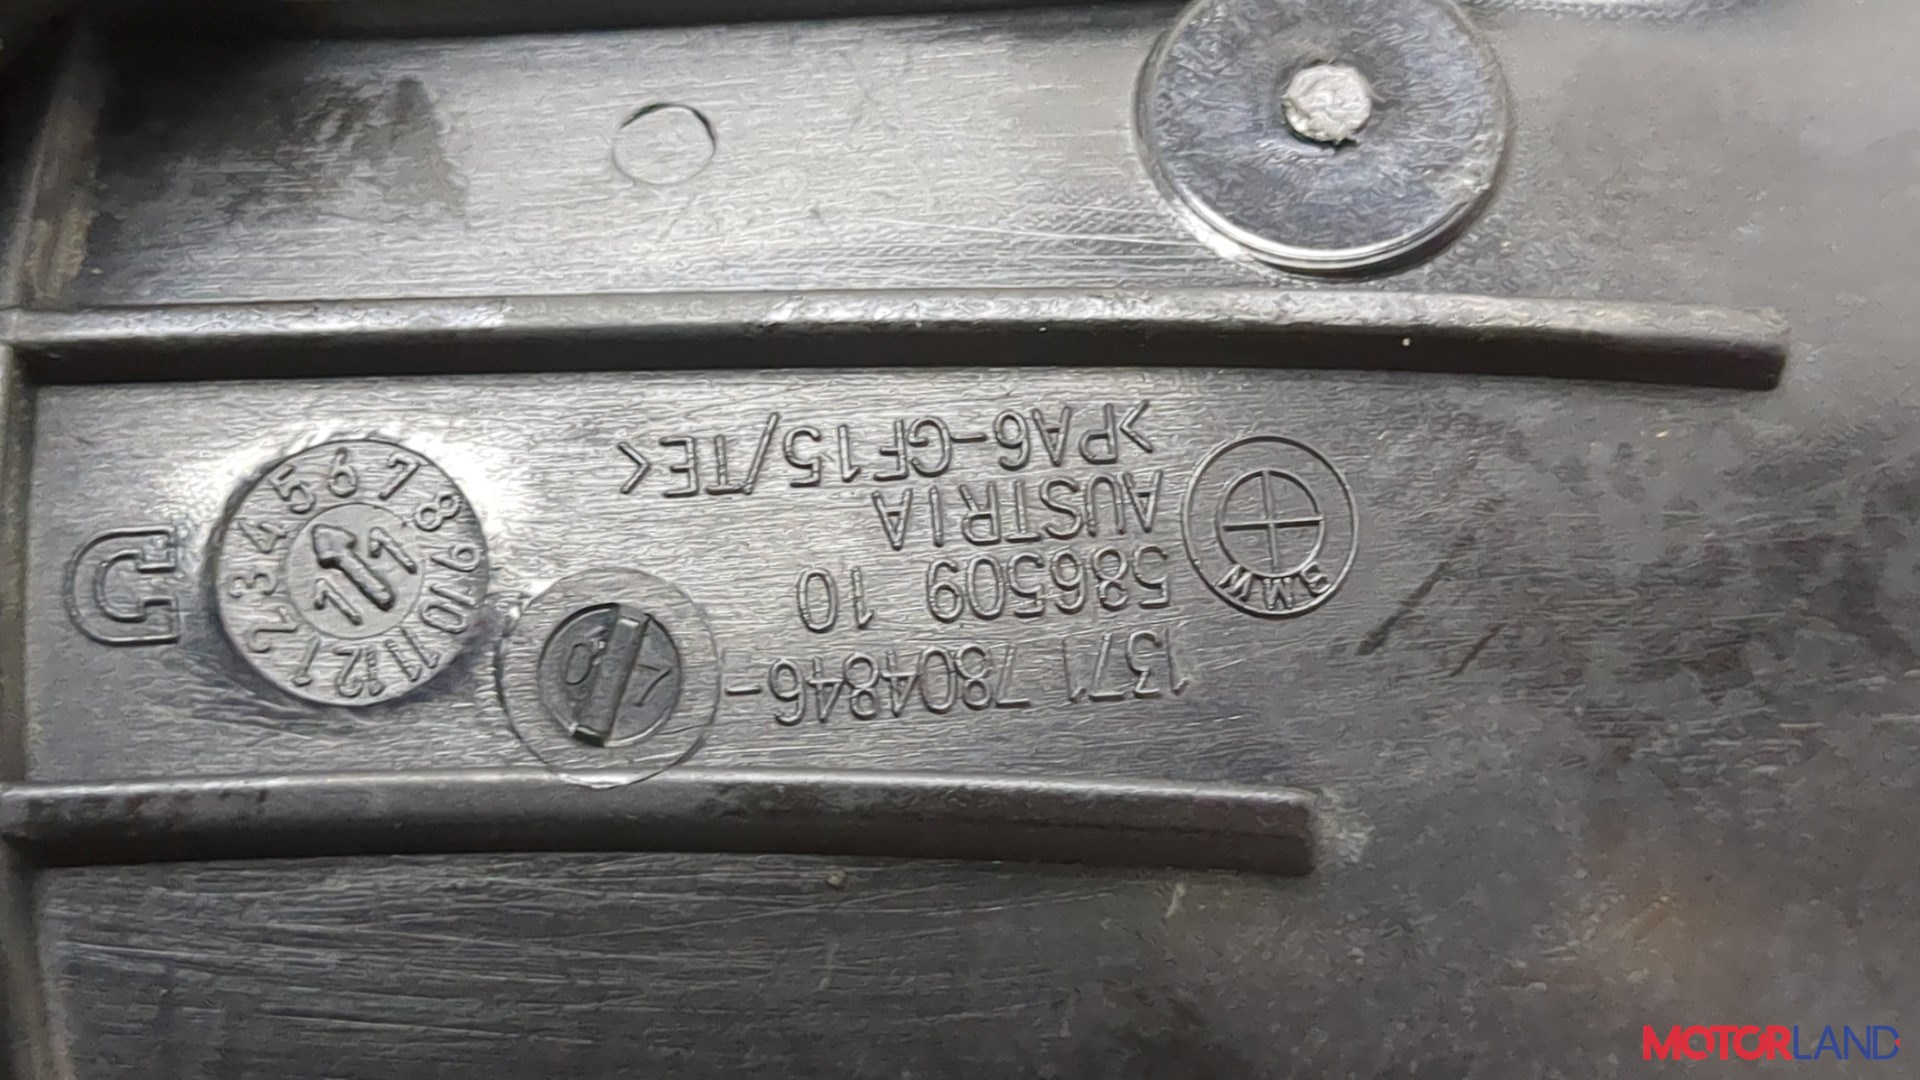 1371 7804846-
586509 10
AUSTRIA
>PA6-GF15/TE<
BMW
1 2 3 4 5 6 7 8 9 10 11 12
11
MOTORLAND